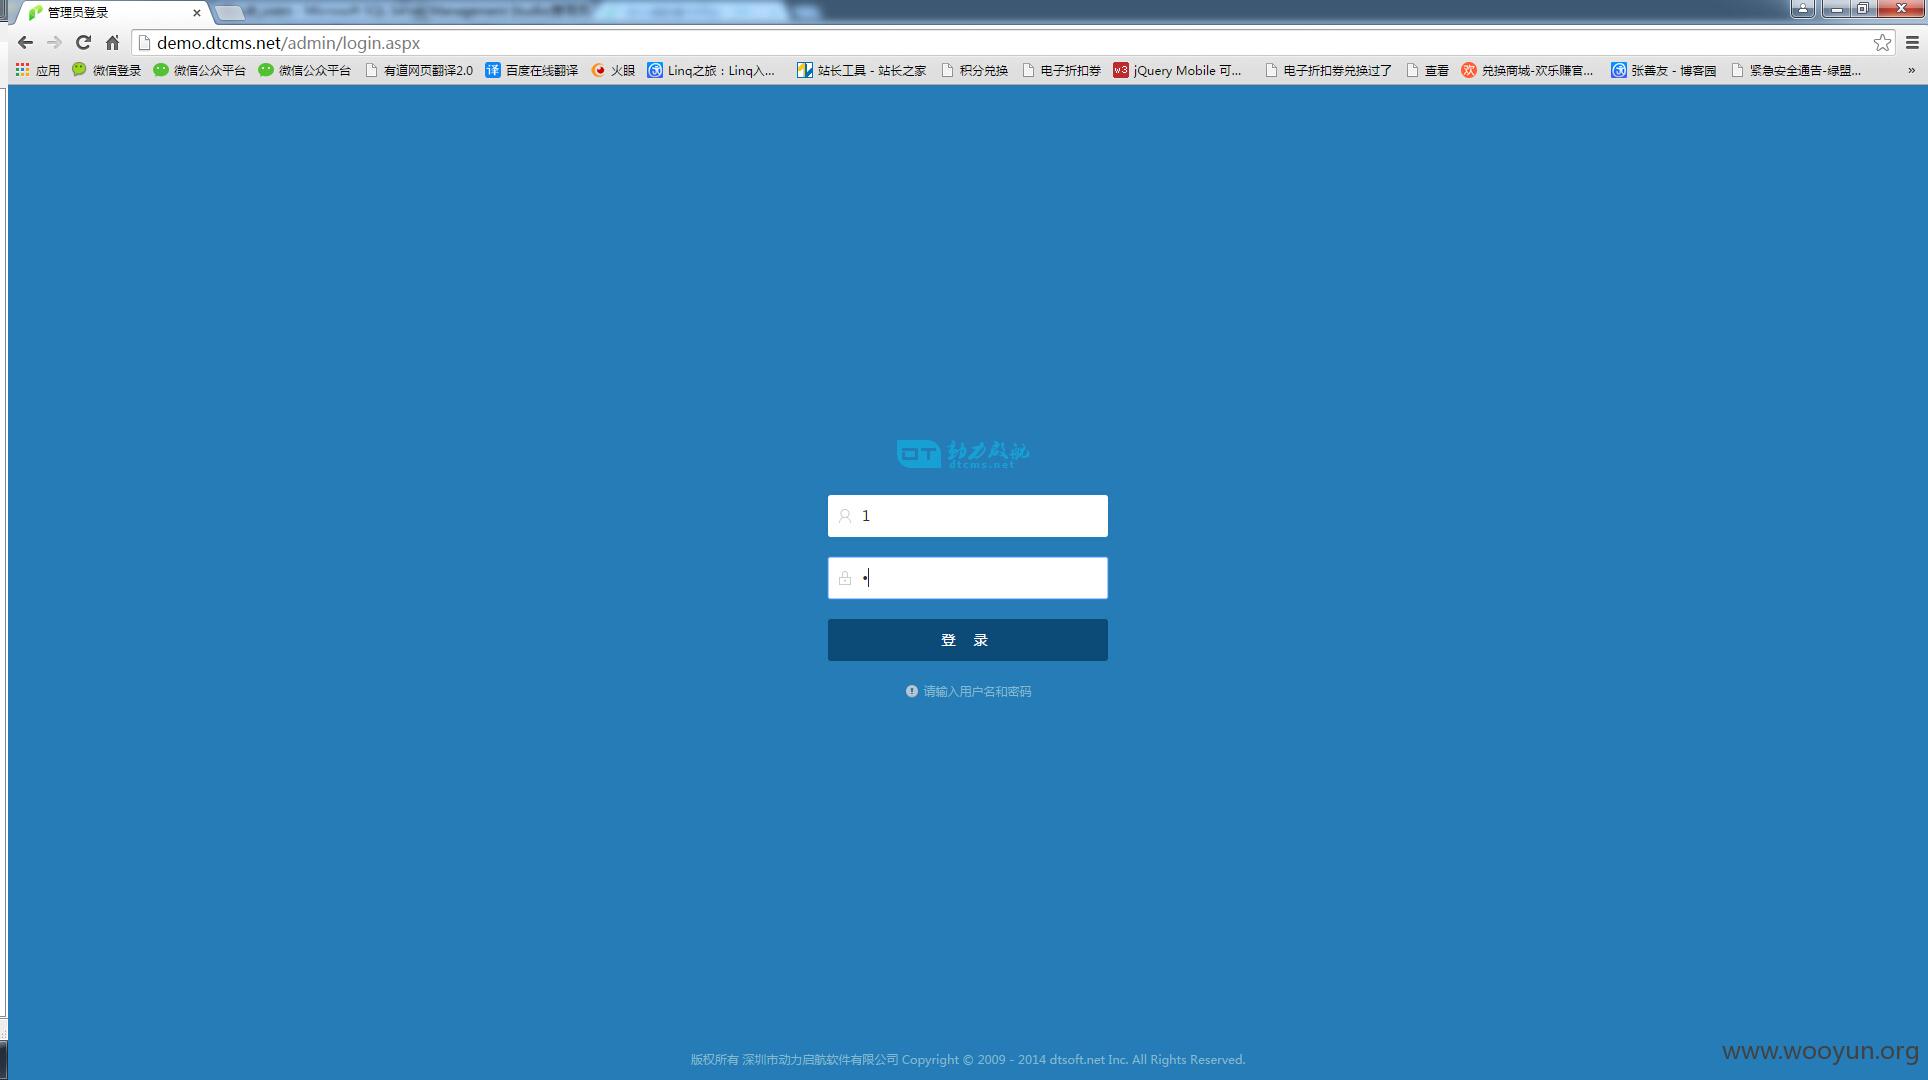 管理员登录
demo.dtcms.net/admin/login.aspx
应用 微信登录 微信公众平台 微信公众平台 有道网页翻译2.0 百度在线翻译 火眼 Linq之旅：Linq入... 站长工具 - 站长之家 积分兑换 电子折扣券 jQuery Mobile 可... 电子折扣券兑换过了 查看 兑换商城-欢乐赚官... 张善友 - 博客园 紧急安全通告-绿盟... »
DT 動力啟航
dtcms.net
1
•
登 录
请输入用户名和密码
www.wooyun.org
版权所有 深圳市动力启航软件有限公司 Copyright © 2009 - 2014 dtsoft.net Inc. All Rights Reserved.